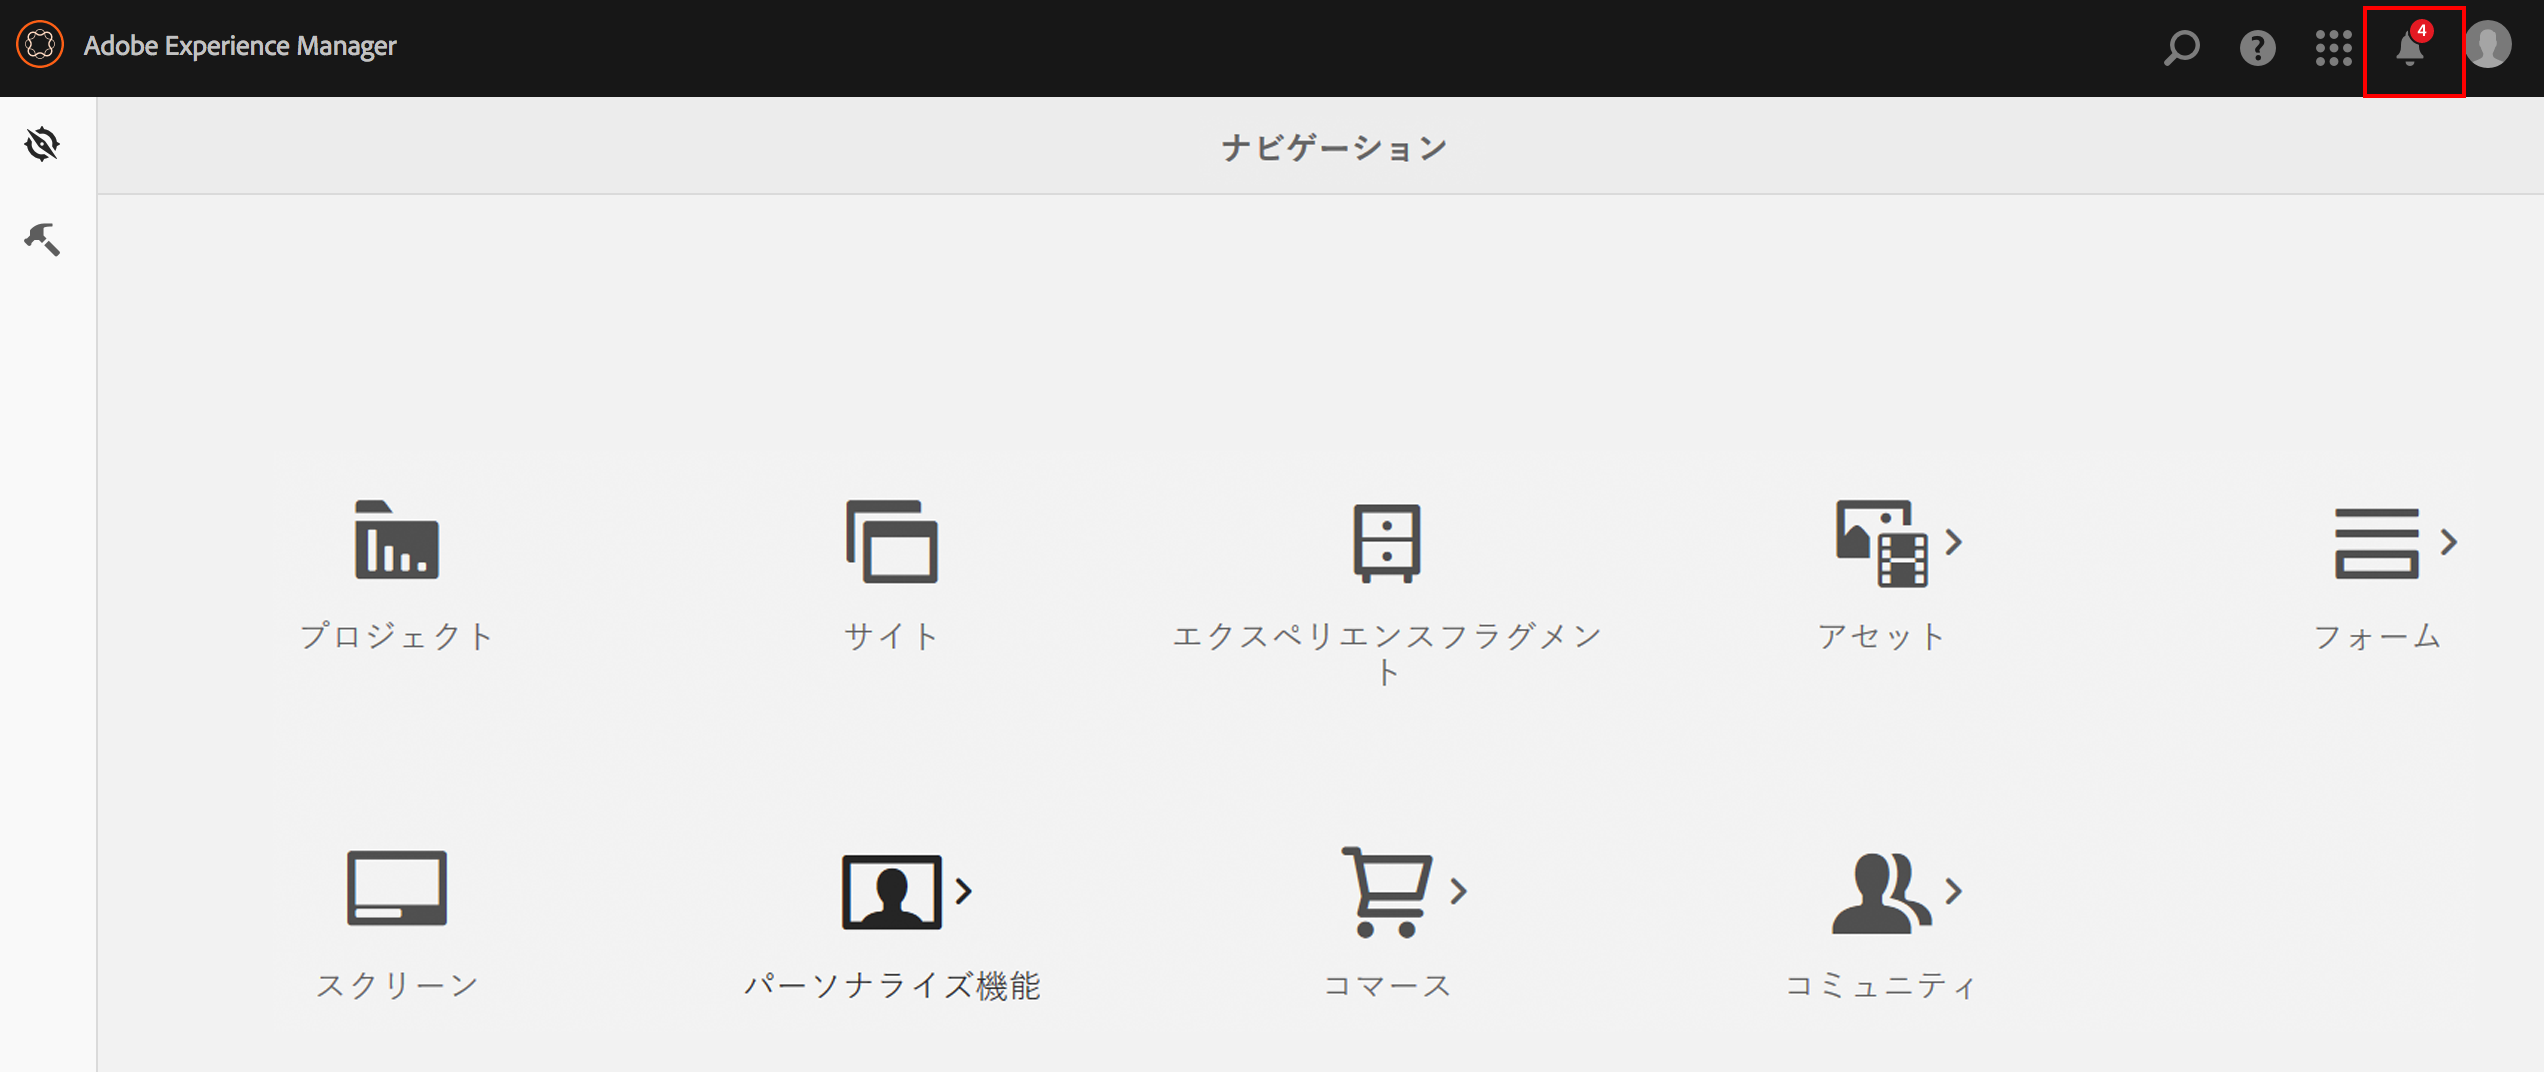 Adobe Experience Manager
4
ナビゲーション
プロジェクト
サイト
エクスペリエンスフラグメン
ト
アセット
フォーム
スクリーン
パーソナライズ機能
コマース
コミュニティ